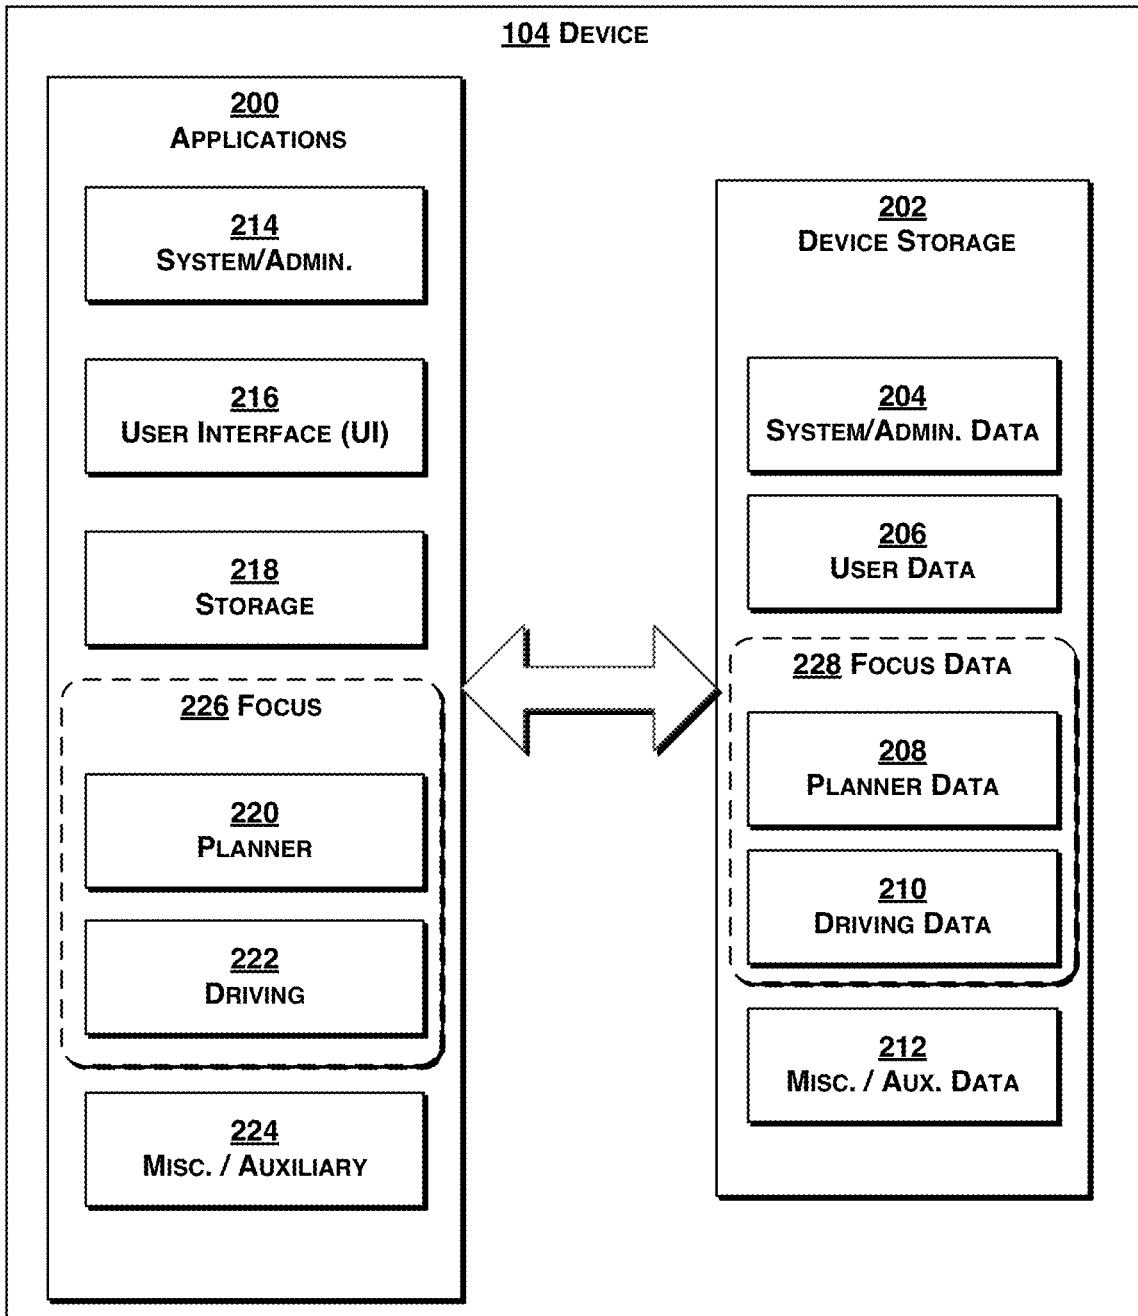 104 DEVICE
200
APPLICATIONS
214
SYSTEM/ADMIN.
216
USER INTERFACE (UI)
218
STORAGE
226 FOCUS
220
PLANNER
222
DRIVING
224
MISC. / AUXILIARY
202
DEVICE STORAGE
204
SYSTEM/ADMIN. DATA
206
USER DATA
228 FOCUS DATA
208
PLANNER DATA
210
DRIVING DATA
212
MISC. / AUX. DATA